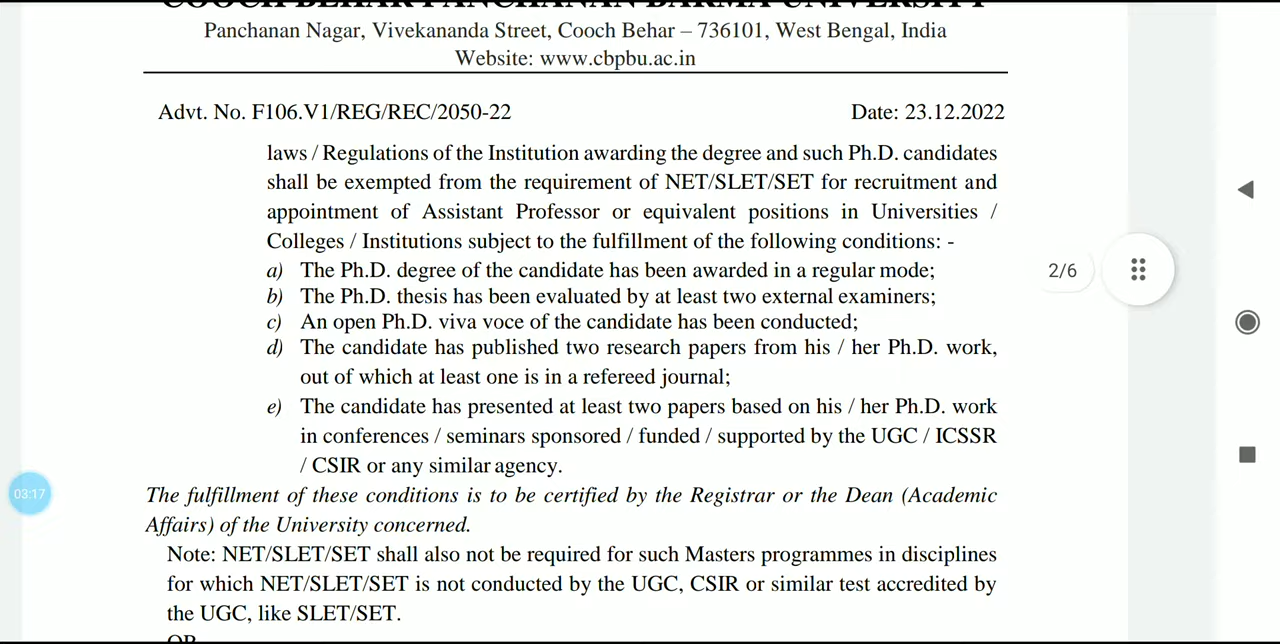 COOCH BEHAR PANCHANAN BARMA UNIVERSITY
Panchanan Nagar, Vivekananda Street, Cooch Behar – 736101, West Bengal, India
Website: www.cbpbu.ac.in
Advt. No. F106.V1/REG/REC/2050-22 Date: 23.12.2022
laws / Regulations of the Institution awarding the degree and such Ph.D. candidates
shall be exempted from the requirement of NET/SLET/SET for recruitment and
appointment of Assistant Professor or equivalent positions in Universities /
Colleges / Institutions subject to the fulfillment of the following conditions: -
a) The Ph.D. degree of the candidate has been awarded in a regular mode;
b) The Ph.D. thesis has been evaluated by at least two external examiners;
c) An open Ph.D. viva voce of the candidate has been conducted;
d) The candidate has published two research papers from his / her Ph.D. work,
out of which at least one is in a refereed journal;
2/6
e) The candidate has presented at least two papers based on his / her Ph.D. work
in conferences / seminars sponsored / funded / supported by the UGC / ICSSR
/ CSIR or any similar agency.
03:17
The fulfillment of these conditions is to be certified by the Registrar or the Dean (Academic
Affairs) of the University concerned.
Note: NET/SLET/SET shall also not be required for such Masters programmes in disciplines
for which NET/SLET/SET is not conducted by the UGC, CSIR or similar test accredited by
the UGC, like SLET/SET.
OR